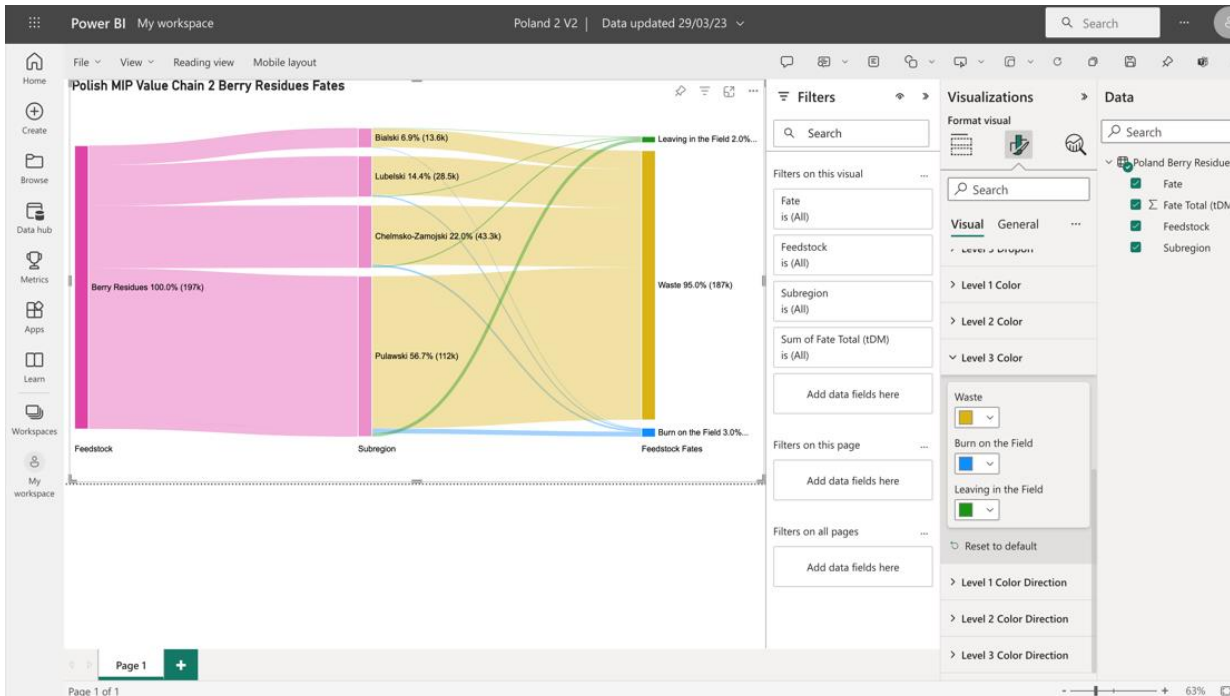 Power BI My workspace
Poland 2 V2 | Data updated 29/03/23
Search
Home
Create
Browse
Data hub
Metrics
Apps
Learn
Workspaces
My workspace
File View Reading view Mobile layout
Polish MIP Value Chain 2 Berry Residues Fates
Bialski 6.9% (13.6k)
Leaving in the Field 2.0%...
Lubelski 14.4% (28.5k)
Chelmsko-Zamojski 22.0% (43.3k)
Berry Residues 100.0% (197k)
Waste 95.0% (187k)
Pulawski 56.7% (112k)
Burn on the Field 3.0%...
Feedstock
Subregion
Feedstock Fates
Filters
Search
Filters on this visual
...
Fate
is (All)
Feedstock
is (All)
Subregion
is (All)
Sum of Fate Total (tDM)
is (All)
Add data fields here
Filters on this page
...
Add data fields here
Filters on all pages
...
Add data fields here
Visualizations
Format visual
Search
Visual General ...
Level 1 Color
Level 2 Color
Level 3 Color
Waste
Burn on the Field
Leaving in the Field
Reset to default
Level 1 Color Direction
Level 2 Color Direction
Level 3 Color Direction
Data
Search
Poland Berry Residue
Fate
Σ Fate Total (tDM
Feedstock
Subregion
Page 1 +
Page 1 of 1
- + 63%